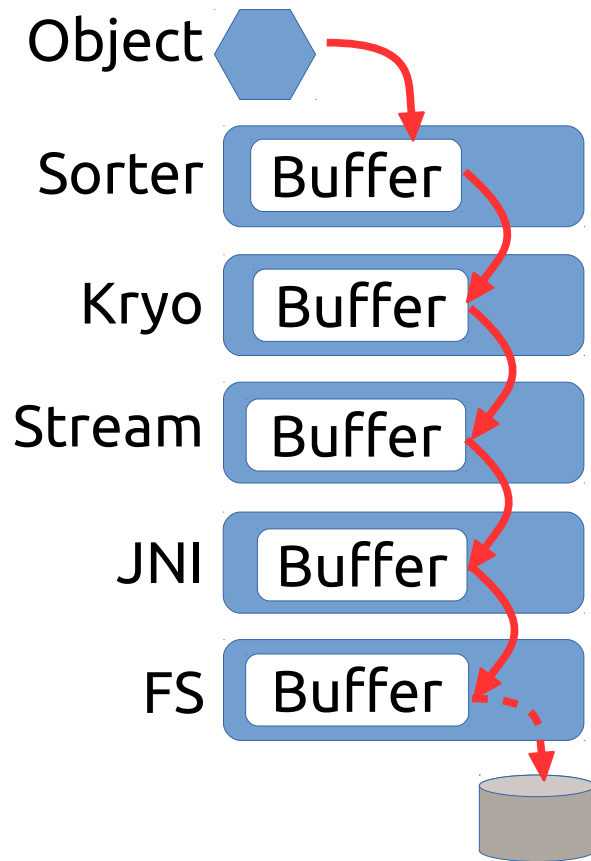 Object
Sorter Buffer
Kryo Buffer
Stream Buffer
JNI Buffer
FS Buffer